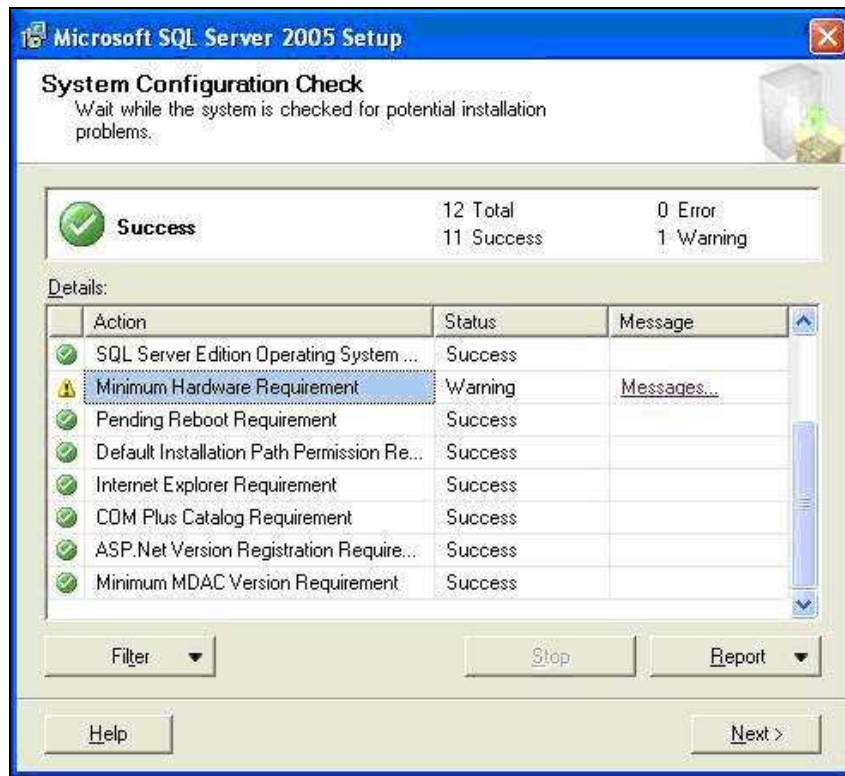 Microsoft SQL Server 2005 Setup
System Configuration Check
Wait while the system is checked for potential installation
problems.
Success
12 Total
0 Error
11 Success
1 Warning
Details:
Action Status Message
SQL Server Edition Operating System ... Success
Minimum Hardware Requirement Warning Messages...
Pending Reboot Requirement Success
Default Installation Path Permission Re... Success
Internet Explorer Requirement Success
COM Plus Catalog Requirement Success
ASP.Net Version Registration Require... Success
Minimum MDAC Version Requirement Success
Filter Stop Report
Help Next >